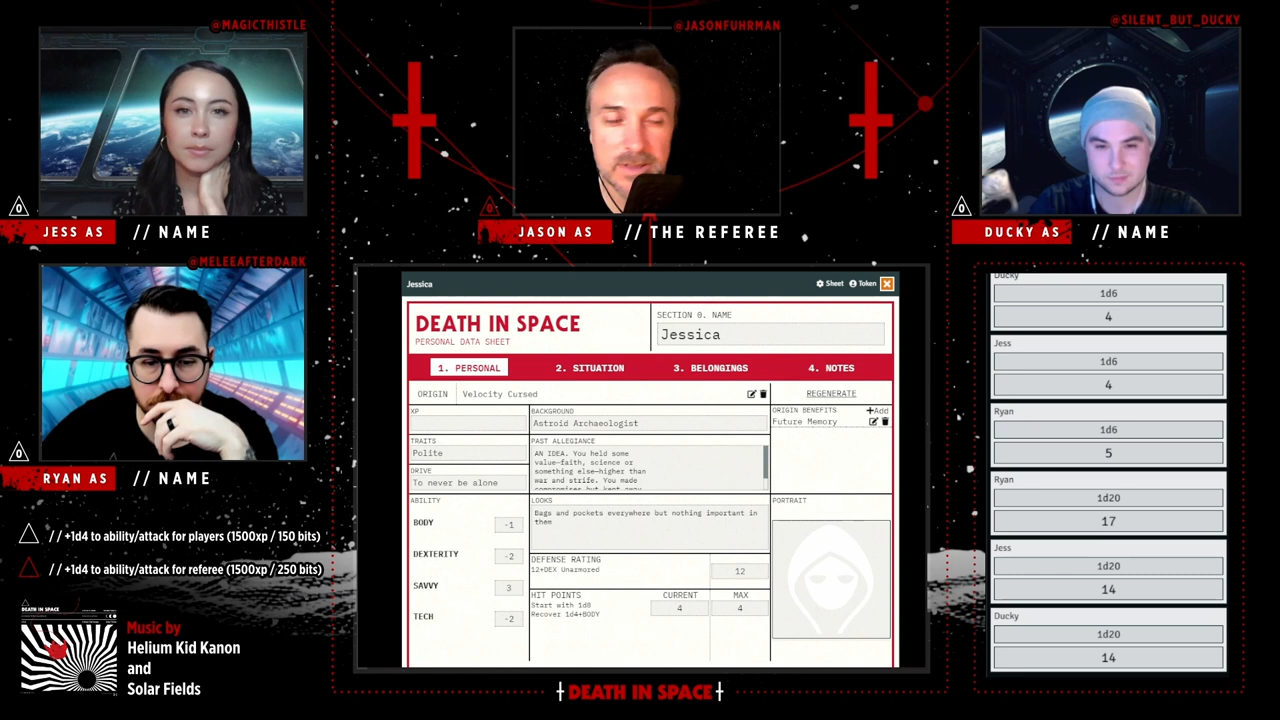 @MAGICTHISTLE
@JASONFUHRMAN
@SILENT_BUT_DUCKY
0
JESS AS // NAME
0
JASON AS // THE REFEREE
0
DUCKY AS // NAME
@MELEEAFTERDARK
0
RYAN AS // NAME
// +1d4 to ability/attack for players (1500xp / 150 bits)
// +1d4 to ability/attack for referee (1500xp / 250 bits)
DEATH IN SPACE
Music by
Helium Kid Kanon
and
Solar Fields
Jessica
Sheet
Token
DEATH IN SPACE
PERSONAL DATA SHEET
SECTION 0. NAME
Jessica
1. PERSONAL
2. SITUATION
3. BELONGINGS
4. NOTES
ORIGIN
Velocity Cursed
REGENERATE
XP
BACKGROUND
Astroid Archaeologist
ORIGIN BENEFITS
+Add
Future Memory
TRAITS
Polite
PAST ALLEGIANCE
AN IDEA. You held some
value—faith, science or
something else—higher than
war and strife. You made
compromises but kept away
DRIVE
To never be alone
ABILITY
BODY
-1
DEXTERITY
-2
SAVVY
3
TECH
-2
LOOKS
Bags and pockets everywhere but nothing important in
them
PORTRAIT
DEFENSE RATING
12+DEX Unarmored
12
HIT POINTS
Start with 1d8
Recover 1d4+BODY
CURRENT
4
MAX
4
Ducky
1d6
4
Jess
1d6
4
Ryan
1d6
5
Ryan
1d20
17
Jess
1d20
14
Ducky
1d20
14
DEATH IN SPACE